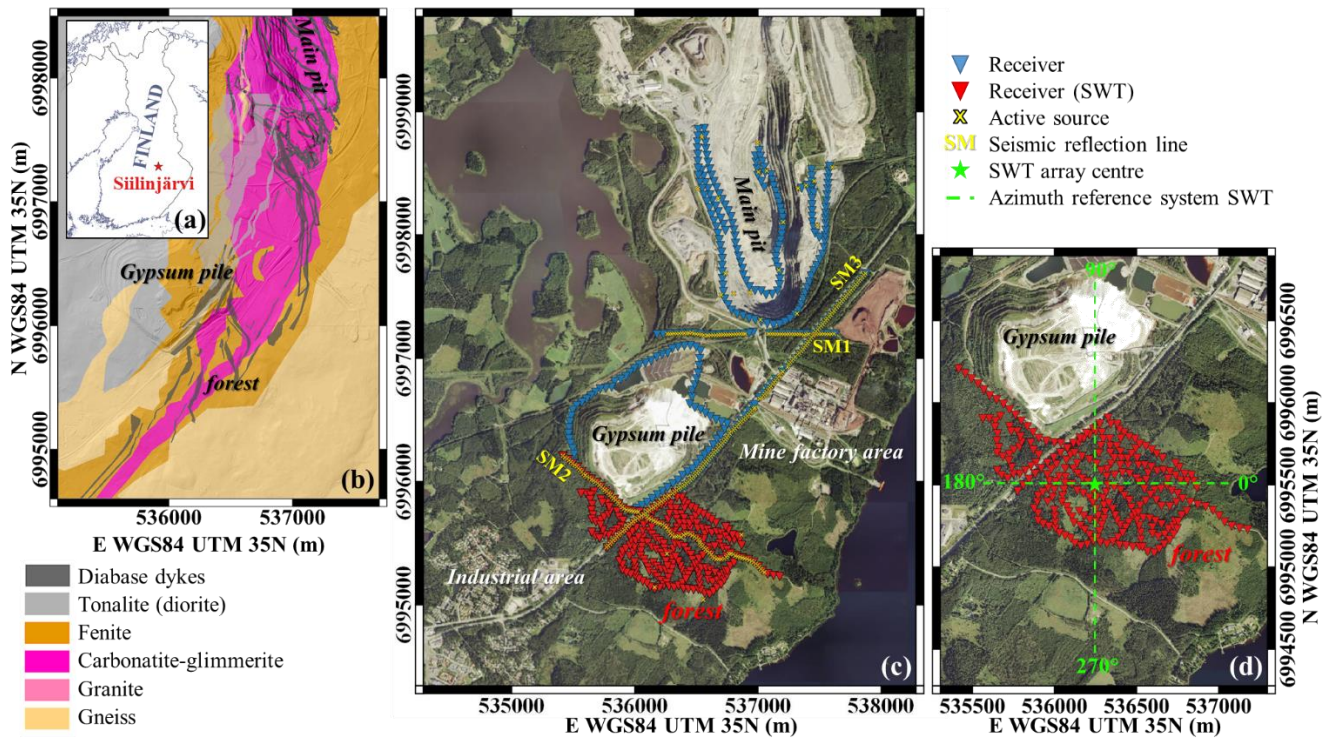 FINLAND
Siilinjärvi
(a)
Main pit
Gypsum pile
forest
(b)
6998000
6997000
6996000
6995000
N WGS84 UTM 35N (m)
536000
537000
E WGS84 UTM 35N (m)
Diabase dykes
Tonalite (diorite)
Fenite
Carbonatite-glimmerite
Granite
Gneiss
6999000
6998000
6997000
6996000
6995000
Main pit
SM3
SM1
Gypsum pile
Mine factory area
SM2
Industrial area
forest
(c)
535000
536000
537000
538000
E WGS84 UTM 35N (m)
Receiver
Receiver (SWT)
Active source
SM Seismic reflection line
SWT array centre
Azimuth reference system SWT
90°
Gypsum pile
180°
0°
forest
270°
(d)
6996500
6996000
6995500
6995000
6994500
N WGS84 UTM 35N (m)
535500
536000
536500
537000
E WGS84 UTM 35N (m)